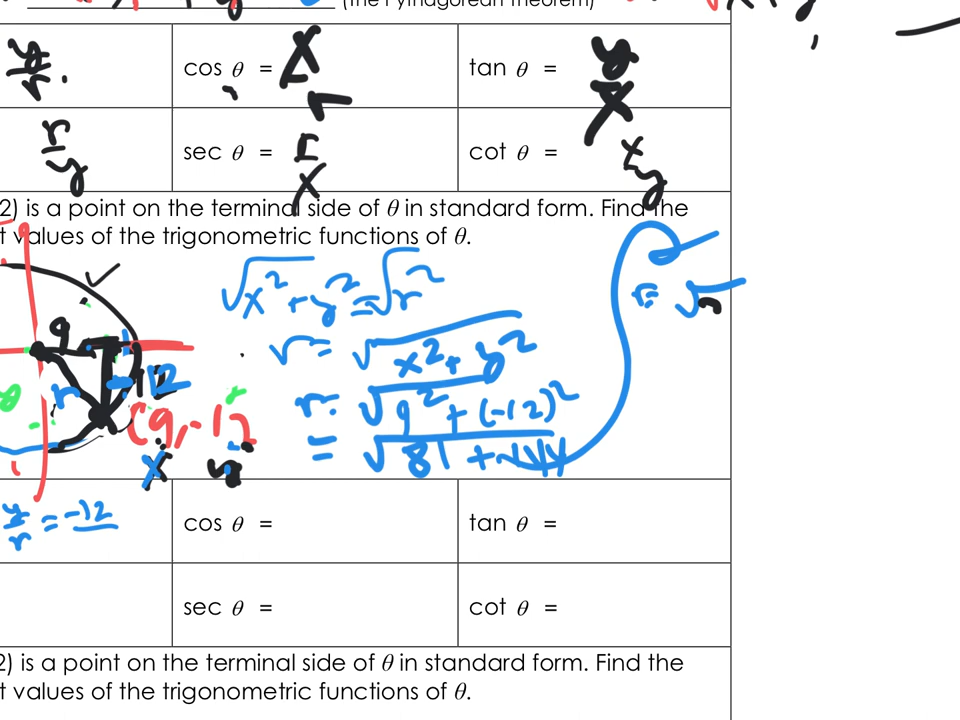 (the Pythagorean theorem)
y/r. cos θ = x/r tan θ = y/x
r/y sec θ = r/x cot θ = x/y
2) is a point on the terminal side of θ in standard form. Find the
t values of the trigonometric functions of θ.
√x² + y² = √r²
r = √x² + y²
r = √9² + (-12)²
= √81 + 144
r = √
9
r
-12
(9, -1
x y
y/r = -12
cos θ =
tan θ =
sec θ =
cot θ =
2) is a point on the terminal side of θ in standard form. Find the
t values of the trigonometric functions of θ.